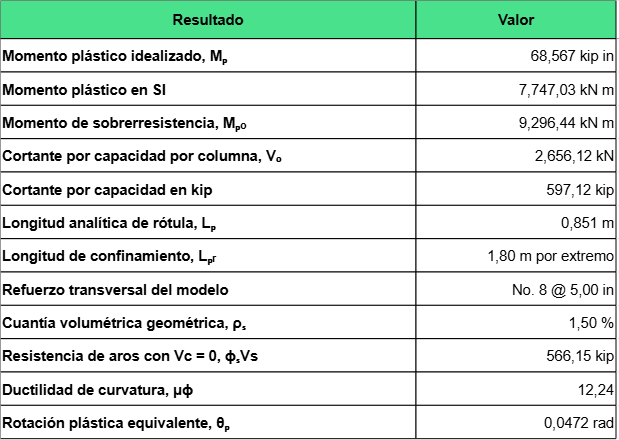 Resultado Valor
Momento plástico idealizado, Mₚ 68,567 kip in
Momento plástico en SI 7,747,03 kN m
Momento de sobrerresistencia, MₚO 9,296,44 kN m
Cortante por capacidad por columna, Vₒ 2,656,12 kN
Cortante por capacidad en kip 597,12 kip
Longitud analítica de rótula, Lₚ 0,851 m
Longitud de confinamiento, Lₚr 1,80 m por extremo
Refuerzo transversal del modelo No. 8 @ 5,00 in
Cuantía volumétrica geométrica, ρₛ 1,50 %
Resistencia de aros con Vc = 0, ϕₛVs 566,15 kip
Ductilidad de curvatura, μϕ 12,24
Rotación plástica equivalente, θₚ 0,0472 rad